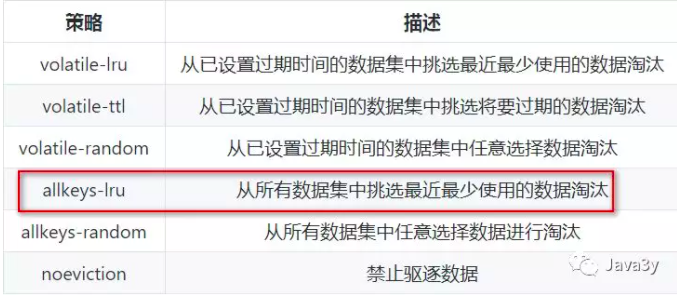 策略 描述
volatile-lru 从已设置过期时间的数据集中挑选最近最少使用的数据淘汰
volatile-ttl 从已设置过期时间的数据集中挑选将要过期的数据淘汰
volatile-random 从已设置过期时间的数据集中任意选择数据淘汰
allkeys-lru 从所有数据集中挑选最近最少使用的数据淘汰
allkeys-random 从所有数据集中任意选择数据进行淘汰
noeviction 禁止驱逐数据
Java3y